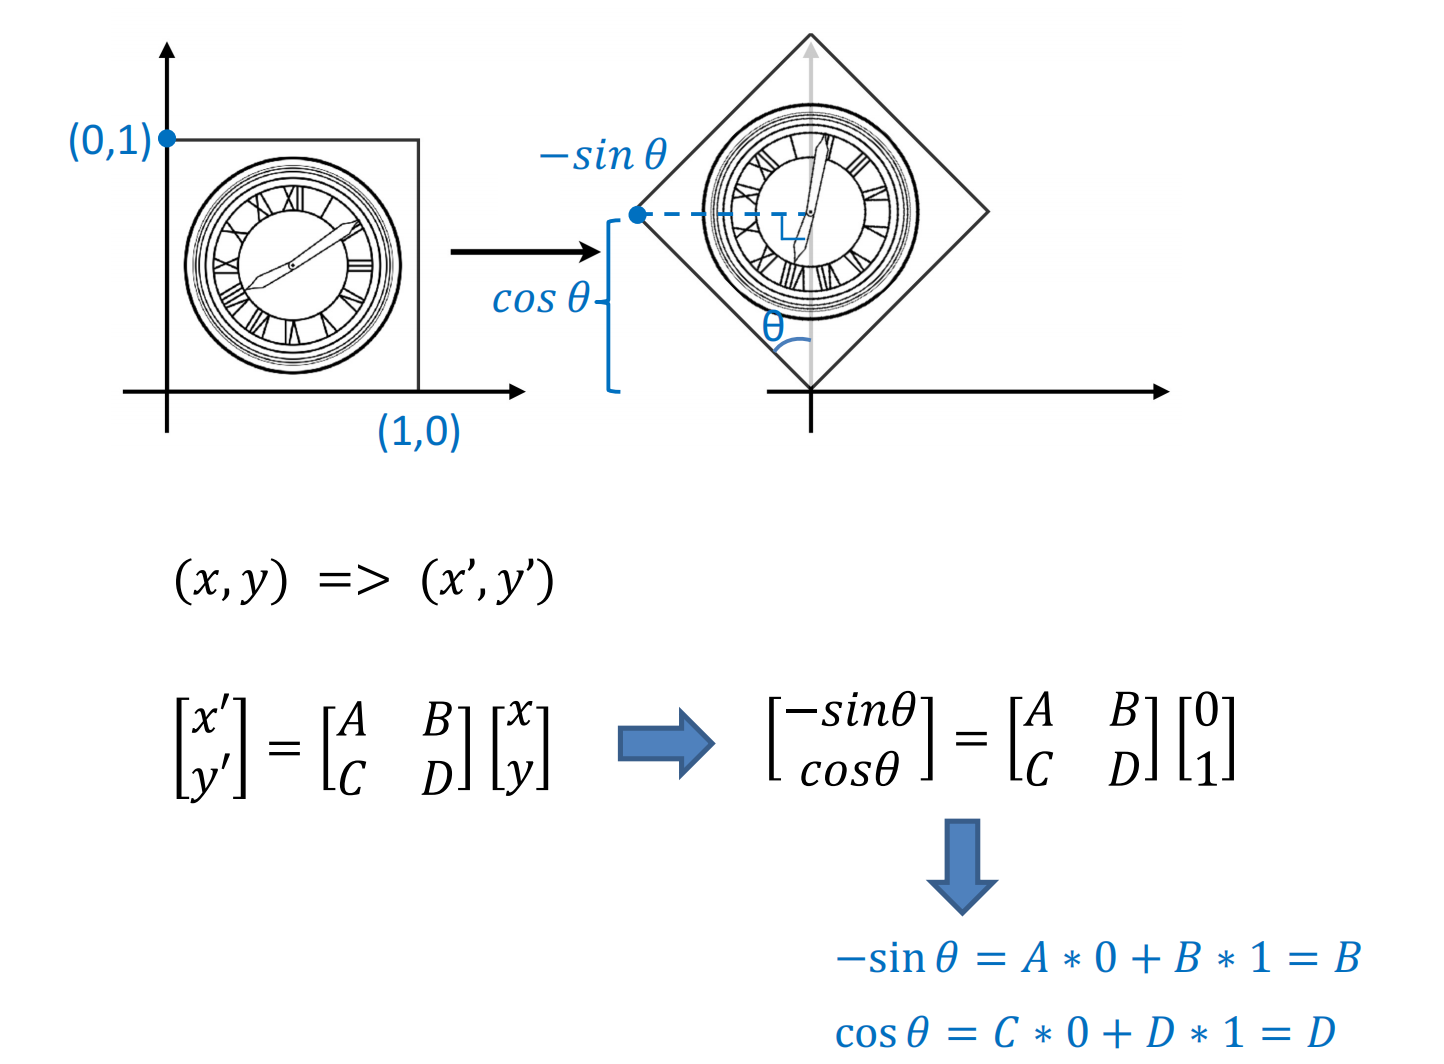 (0,1)
−sin θ
cos θ
θ
(1,0)
(x, y) => (x’, y’)
[x′ y′] = [A B C D] [x y]
[−sinθ cosθ] = [A B C D] [0 1]
−sin θ = A ∗ 0 + B ∗ 1 = B
cos θ = C ∗ 0 + D ∗ 1 = D